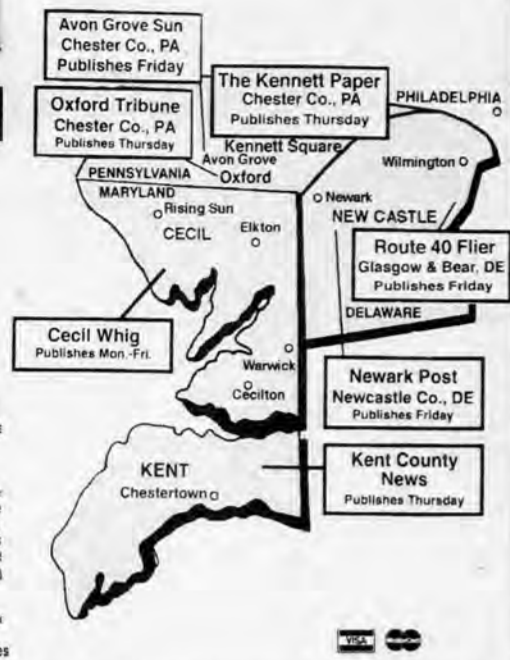 Avon Grove Sun
Chester Co., PA
Publishes Friday
The Kennett Paper
Chester Co., PA
Publishes Thursday
PHILADELPHIA
Oxford Tribune
Chester Co., PA
Publishes Thursday
Kennett Square
Avon Grove
Oxford
Wilmington
PENNSYLVANIA
MARYLAND
Rising Sun
CECIL
Elkton
Newark
NEW CASTLE
Route 40 Flier
Glasgow & Bear, DE
Publishes Friday
DELAWARE
Cecil Whig
Publishes Mon.-Fri.
Warwick
Cecilton
Newark Post
Newcastle Co., DE
Publishes Friday
KENT
Chestertown
Kent County
News
Publishes Thursday
VISA